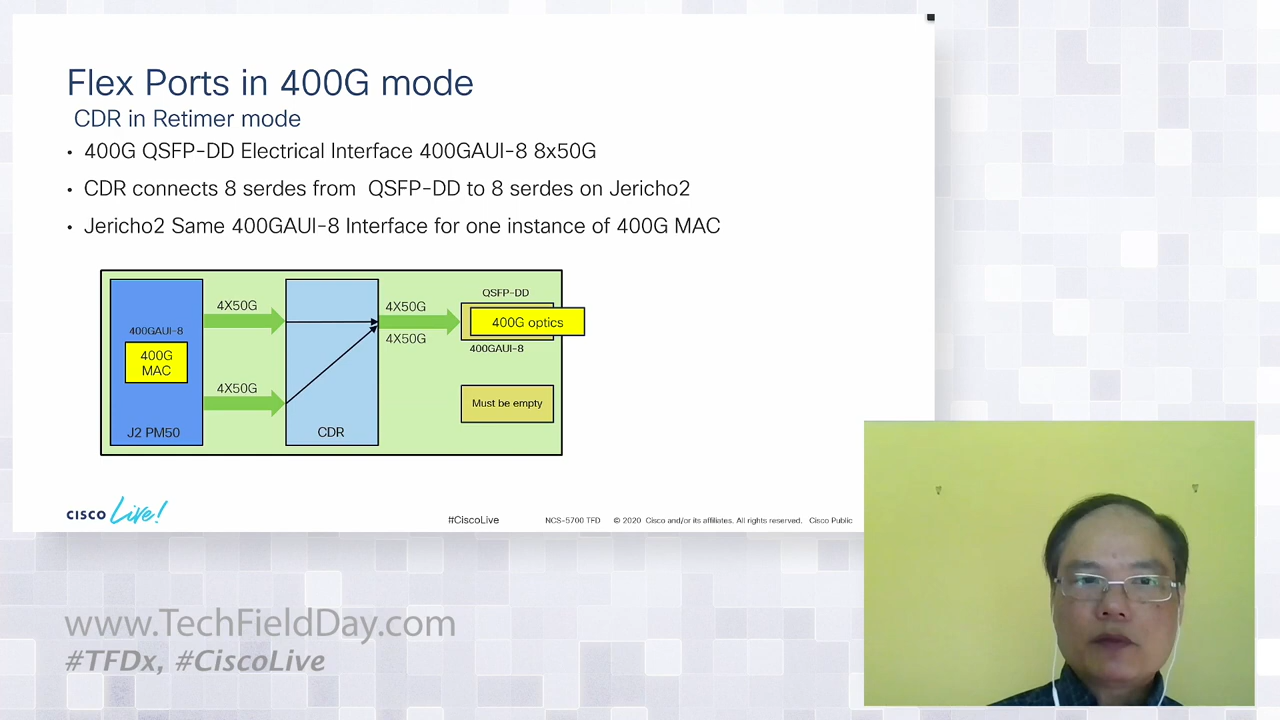 Flex Ports in 400G mode
CDR in Retimer mode
• 400G QSFP-DD Electrical Interface 400GAUI-8 8x50G
• CDR connects 8 serdes from QSFP-DD to 8 serdes on Jericho2
• Jericho2 Same 400GAUI-8 Interface for one instance of 400G MAC
400GAUI-8
400G
MAC
J2 PM50
4X50G
4X50G
CDR
4X50G
4X50G
QSFP-DD
400G optics
400GAUI-8
Must be empty
CISCO Live!
#CiscoLive
NCS-5700 TFD
© 2020 Cisco and/or its affiliates. All rights reserved. Cisco Public
www.TechFieldDay.com
#TFDx, #CiscoLive